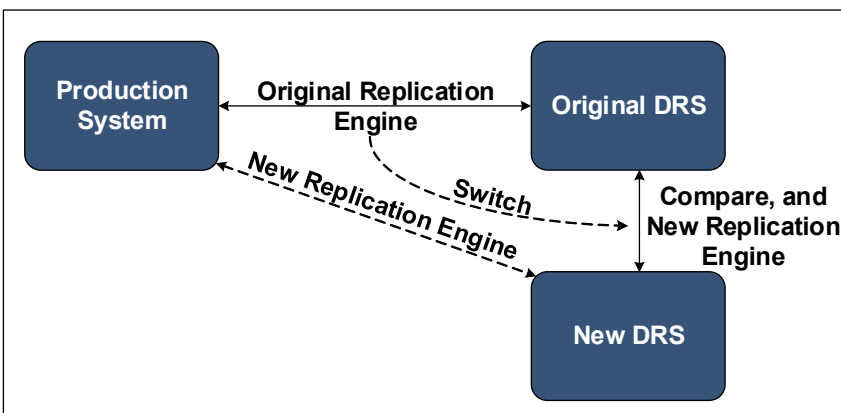 Production
System
Original Replication
Engine
Original DRS
New Replication Engine
Switch
Compare, and
New Replication
Engine
New DRS